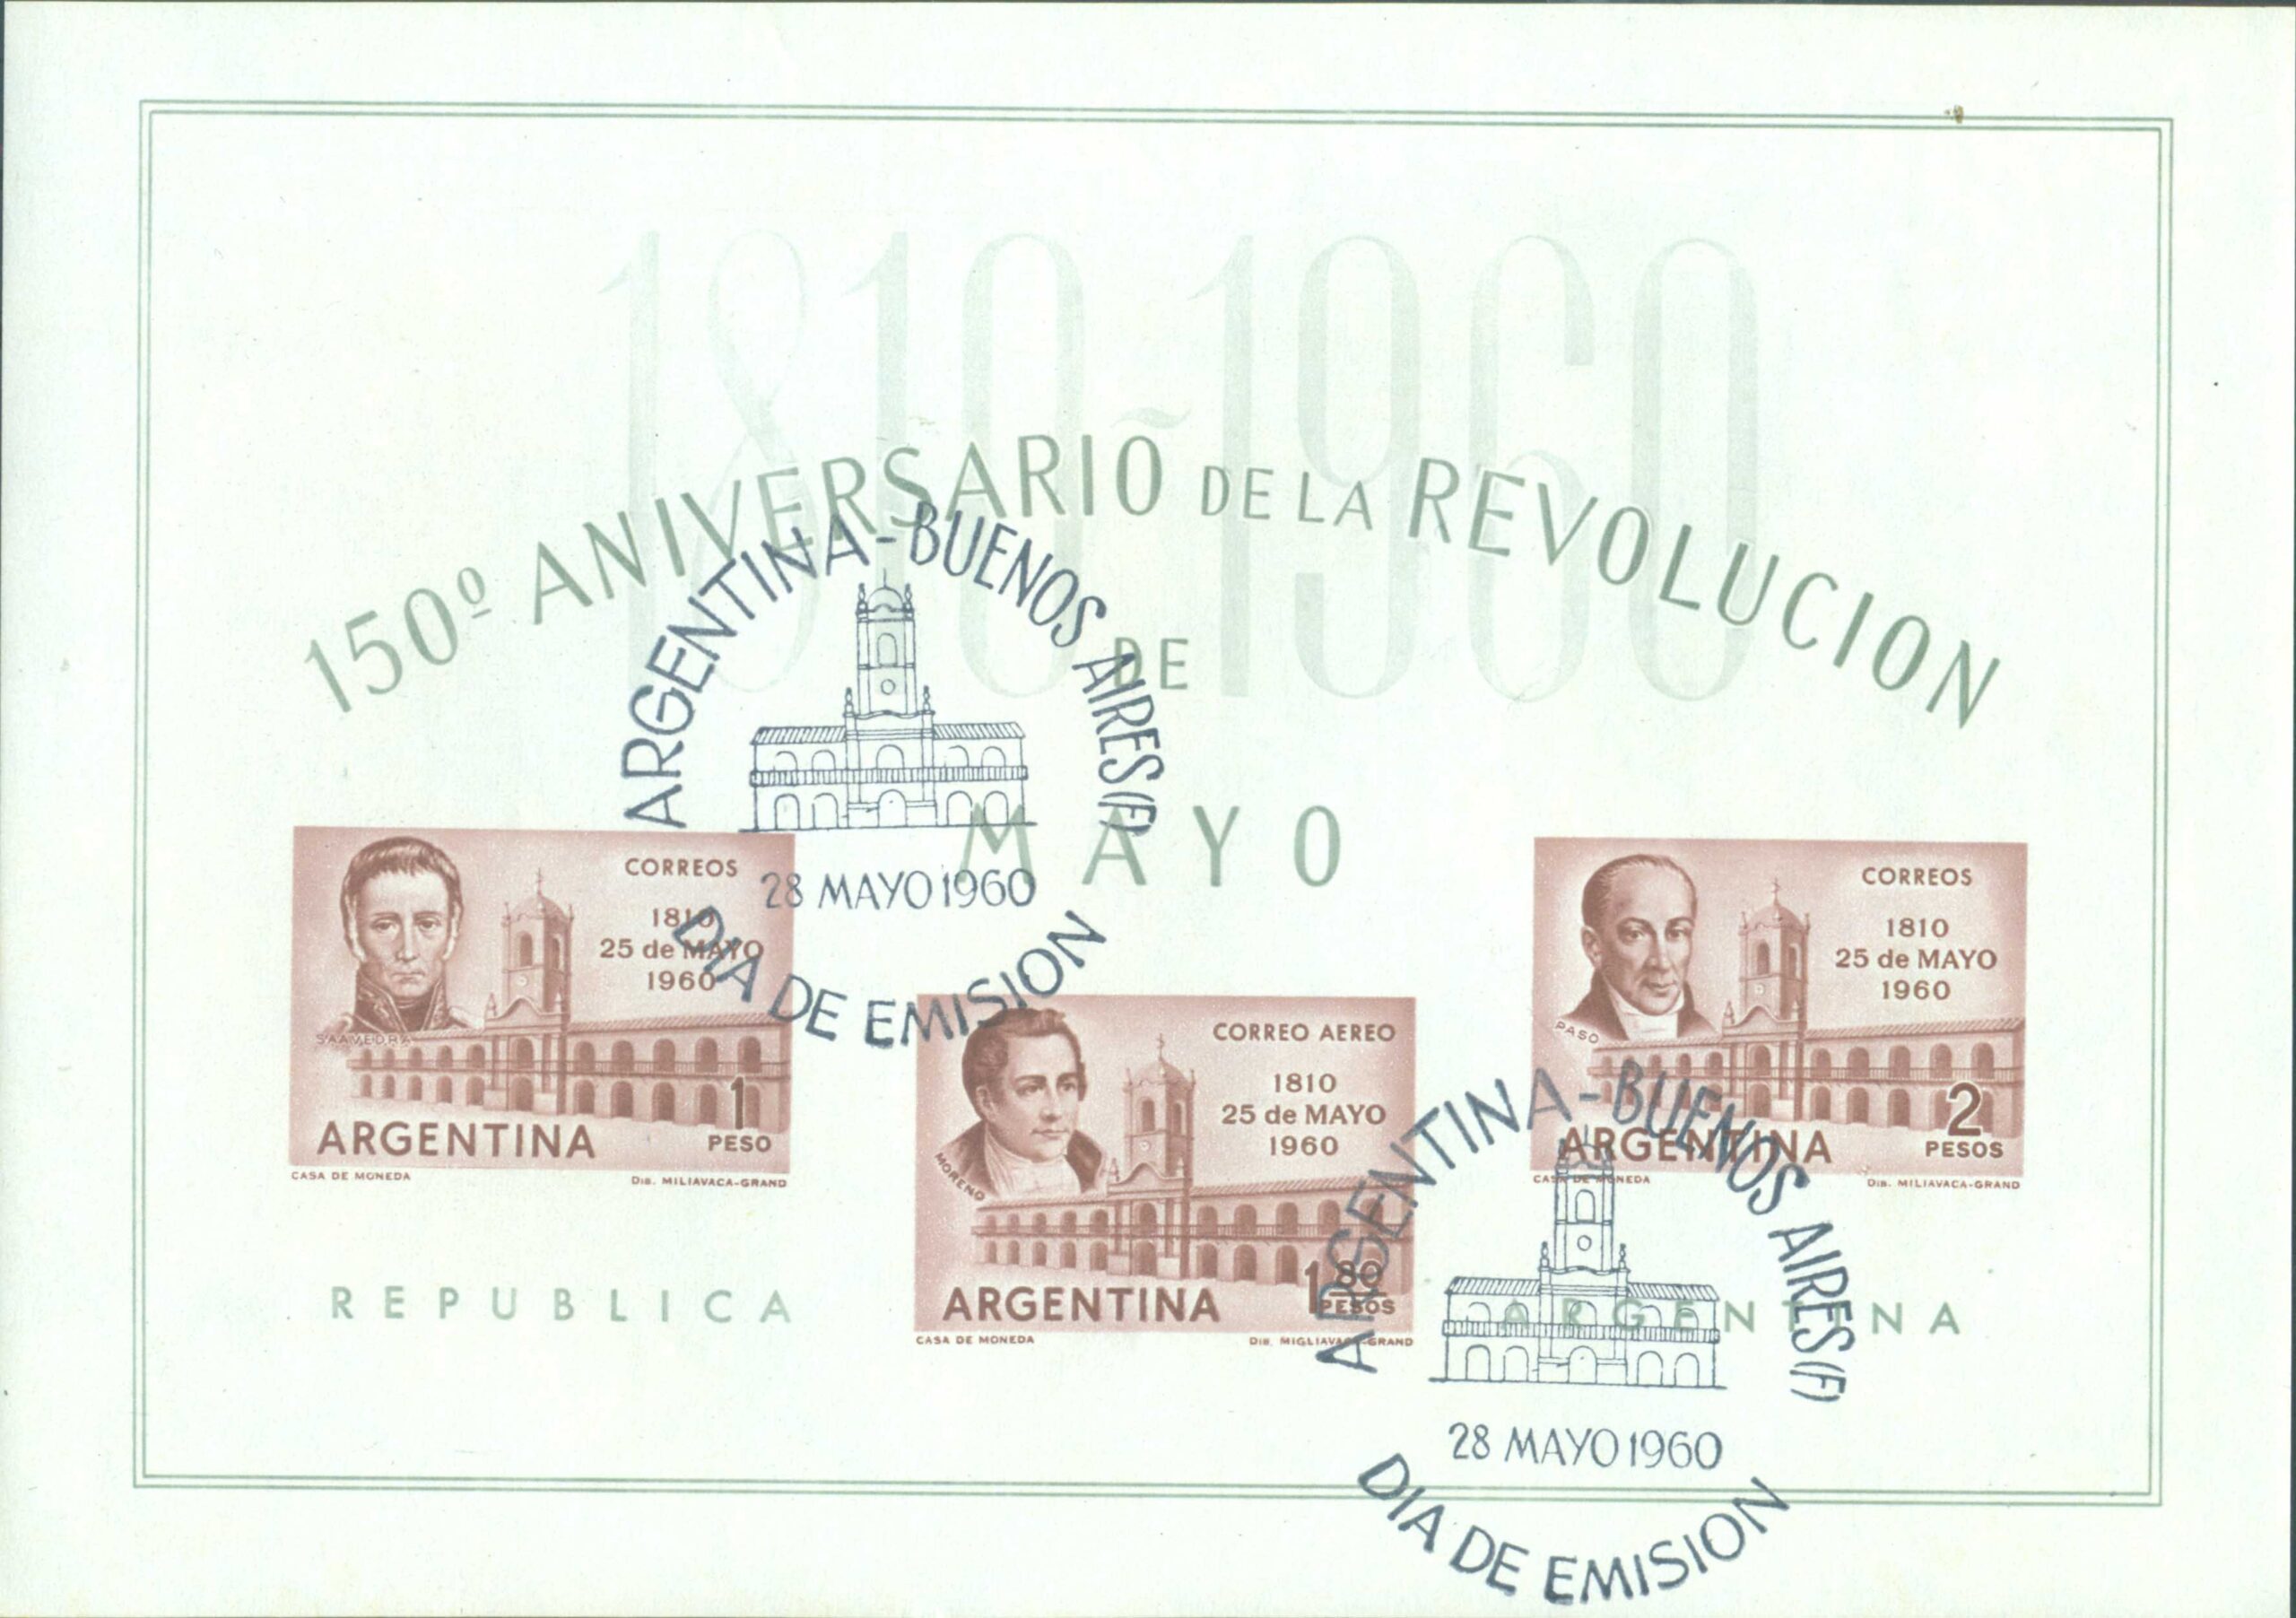 1810-1960
150º ANIVERSARIO DE LA REVOLUCION
DE
MAYO
ARGENTINA-BUENOS AIRES (F)
28 MAYO 1960
DIA DE EMISION
CORREOS
1810
25 de MAYO
1960
SAAVEDRA
1
PESO
ARGENTINA
CASA DE MONEDA
DIB. MILIAVACA-GRAND
CORREO AEREO
1810
25 de MAYO
1960
MORENO
1 80
PESOS
ARGENTINA
CASA DE MONEDA
DIB. MIGLIAVACA-GRAND
CORREOS
1810
25 de MAYO
1960
PASO
2
PESOS
ARGENTINA
CASA DE MONEDA
DIB. MILIAVACA-GRAND
REPUBLICA ARGENTINA
ARGENTINA-BUENOS AIRES (F)
28 MAYO 1960
DIA DE EMISION